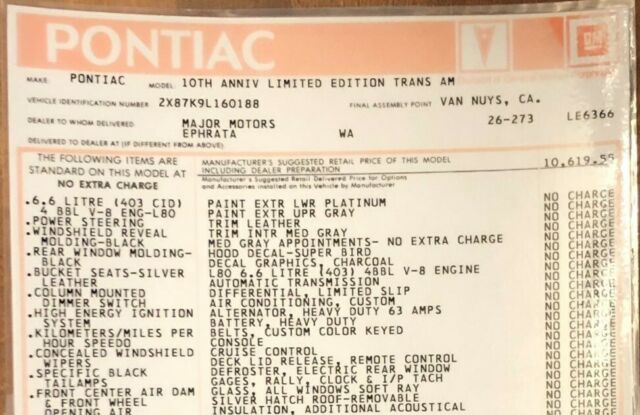 PONTIAC
GM
MAKE: PONTIAC MODEL: 10TH ANNIV LIMITED EDITION TRANS AM
VEHICLE IDENTIFICATION NUMBER 2X87K9L160188 FINAL ASSEMBLY POINT VAN NUYS, CA.
DEALER TO WHOM DELIVERED MAJOR MOTORS 26-273 LE6366
EPHRATA WA
DELIVERED TO DEALER AT (IF DIFFERENT FROM ABOVE)
THE FOLLOWING ITEMS ARE
STANDARD ON THIS MODEL AT
NO EXTRA CHARGE
.6.6 LITRE (403 CID)
4 BBL V-8 ENG-L80
.POWER STEERING
.WINDSHIELD REVEAL
MOLDING-BLACK
.REAR WINDOW MOLDING-
BLACK
.BUCKET SEATS-SILVER
LEATHER
.COLUMN MOUNTED
DIMMER SWITCH
.HIGH ENERGY IGNITION
SYSTEM
.KILOMETERS/MILES PER
HOUR SPEEDO
.CONCEALED WINDSHIELD
WIPERS
.SPECIFIC BLACK
TAILAMPS
.FRONT CENTER AIR DAM
& FRONT WHEEL
OPENING AIR
MANUFACTURER'S SUGGESTED RETAIL PRICE OF THIS MODEL
INCLUDING DEALER PREPARATION 10,619.55
Manufacturer's Suggested Retail Delivered Price for Options
and Accessories installed on this Vehicle by Manufacturer
NO CHARGE
PAINT EXTR LWR PLATINUM NO CHARGE
PAINT EXTR UPR GRAY NO CHARGE
TRIM LEATHER NO CHARGE
TRIM INTR MED GRAY NO CHARGE
MED GRAY APPOINTMENTS- NO EXTRA CHARGE NO CHARGE
HOOD DECAL-SUPER BIRD NO CHARGE
DECAL GRAPHICS, CHARCOAL NO CHARGE
L80 6.6 LITRE (403) 4BBL V-8 ENGINE NO CHARGE
AUTOMATIC TRANSMISSION NO CHARGE
DIFFERENTIAL, LIMITED SLIP NO CHARGE
AIR CONDITIONING, CUSTOM NO CHARGE
ALTERNATOR, HEAVY DUTY 63 AMPS NO CHARGE
BATTERY, HEAVY DUTY NO CHARGE
BELTS, CUSTOM COLOR KEYED NO CHARGE
CONSOLE NO CHARGE
CRUISE CONTROL NO CHARGE
DECK LID RELEASE, REMOTE CONTROL NO CHARGE
DEFROSTER, ELECTRIC REAR WINDOW NO CHARGE
GAGES, RALLY, CLOCK & I/P TACH NO CHARGE
GLASS, ALL WINDOWS SOFT RAY NO CHARGE
SILVER HATCH ROOF-REMOVABLE NO CHARGE
INSULATION, ADDITIONAL ACOUSTICAL NO CHARGE